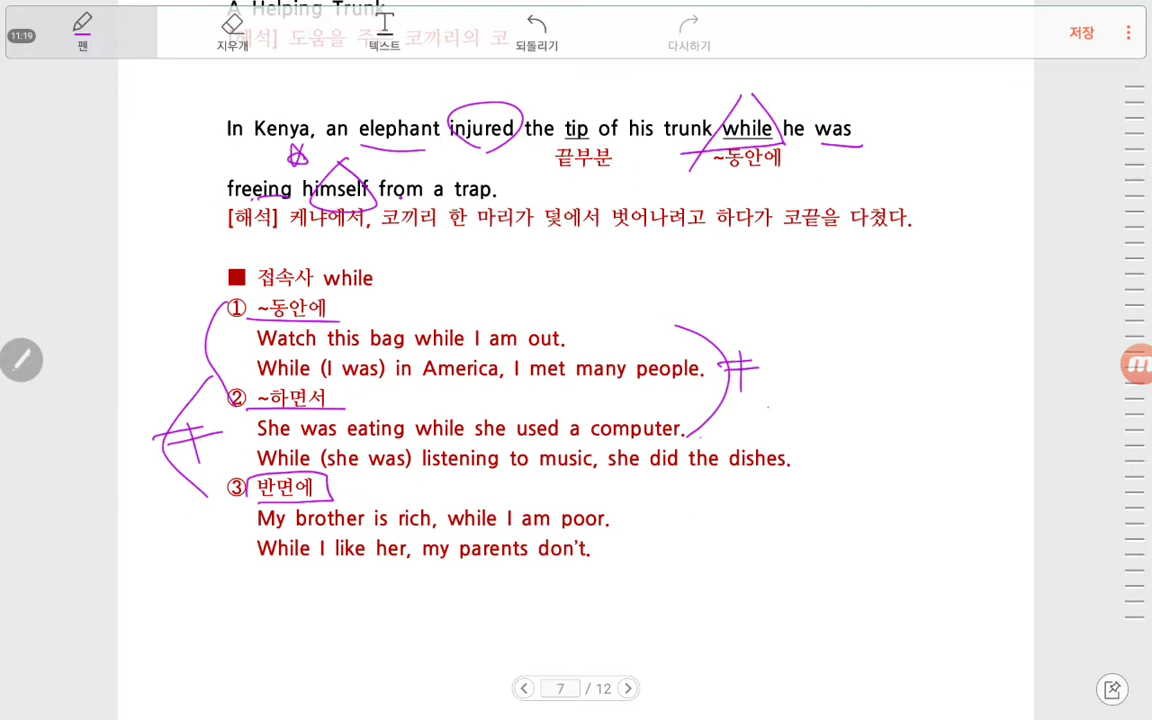 A Helping Trunk
11:19
펜
지우개
텍스트
되돌리기
다시하기
저장
[해석] 도움을 주 코끼리의 코
In Kenya, an elephant injured the tip of his trunk while he was
끝부분 ~동안에
freeing himself from a trap.
[해석] 케냐에서, 코끼리 한 마리가 덫에서 벗어나려고 하다가 코끝을 다쳤다.
■ 접속사 while
① ~동안에
Watch this bag while I am out.
While (I was) in America, I met many people.
② ~하면서
She was eating while she used a computer.
While (she was) listening to music, she did the dishes.
③ 반면에
My brother is rich, while I am poor.
While I like her, my parents don't.
7 / 12